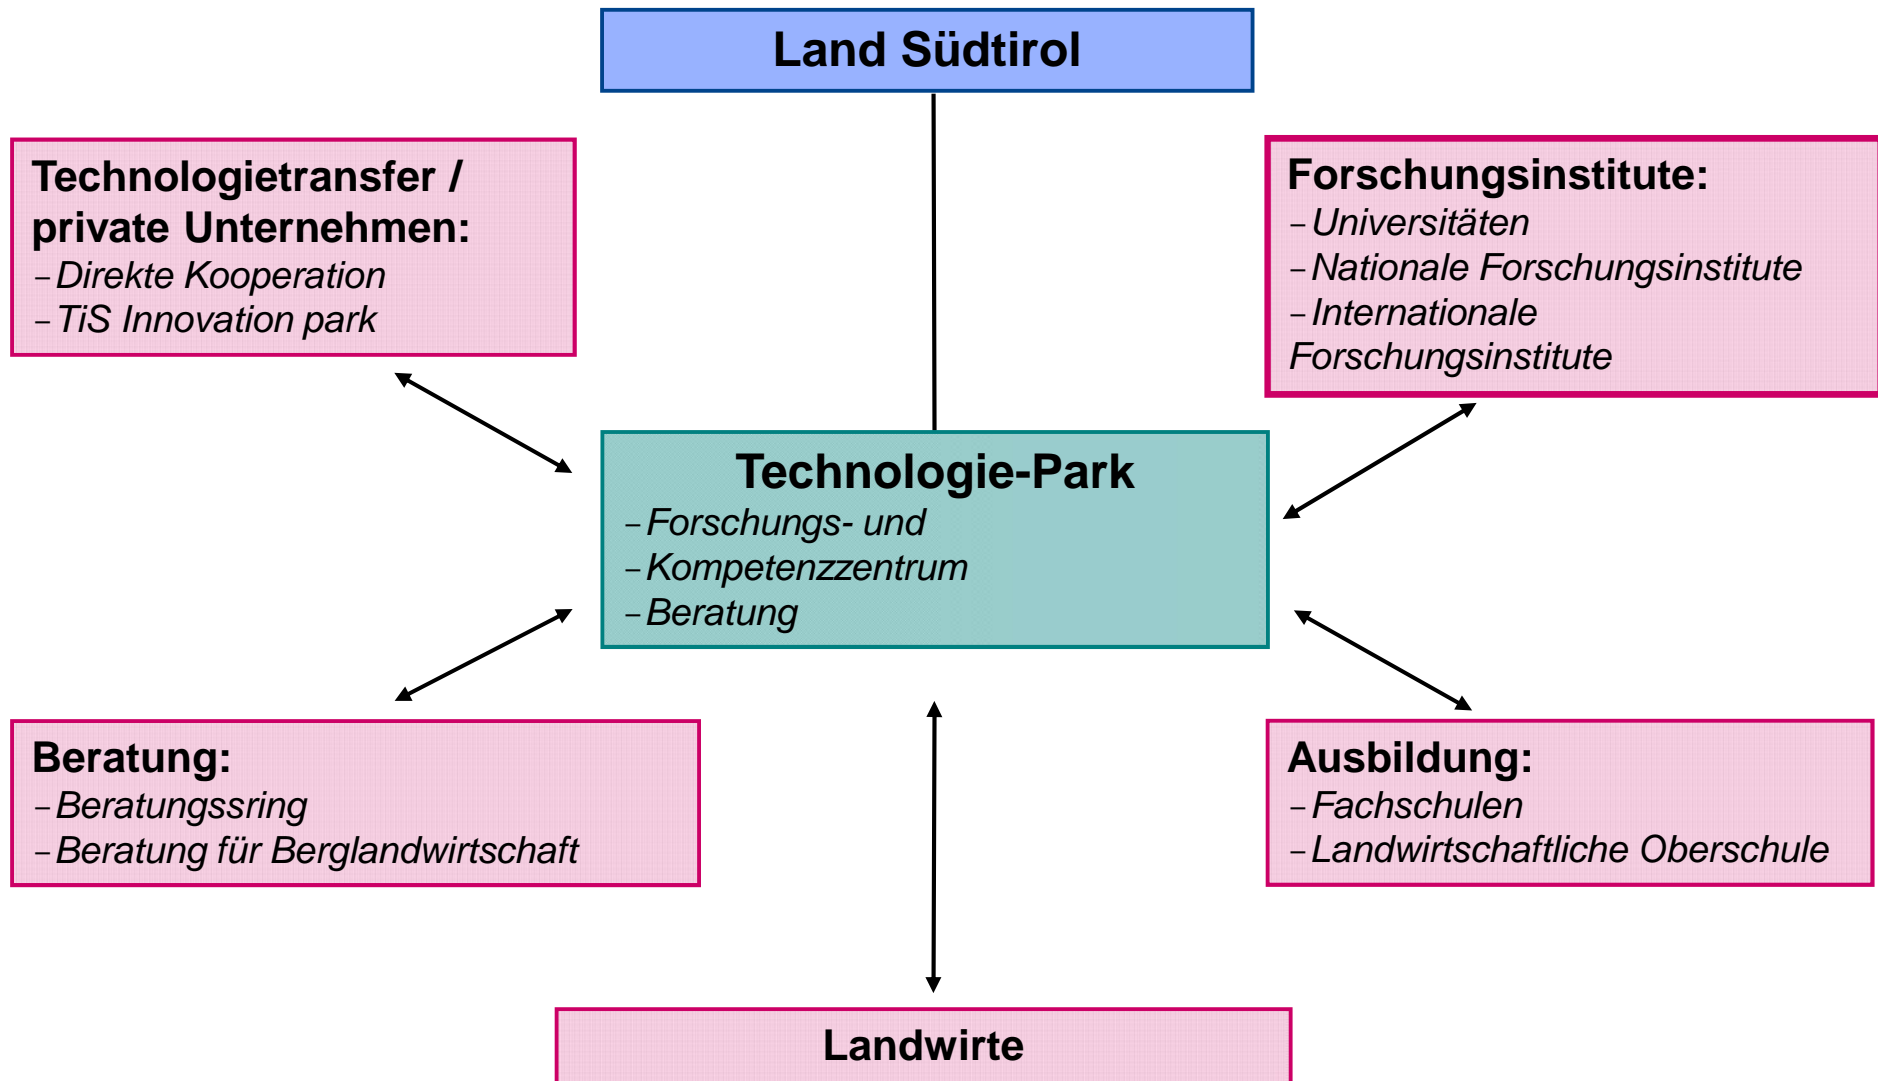 Land Südtirol
Technologietransfer /
private Unternehmen:
–Direkte Kooperation
–TiS Innovation park
Forschungsinstitute:
–Universitäten
–Nationale Forschungsinstitute
–Internationale
Forschungsinstitute
Technologie-Park
–Forschungs- und
–Kompetenzzentrum
–Beratung
Beratung:
–Beratungssring
–Beratung für Berglandwirtschaft
Ausbildung:
–Fachschulen
–Landwirtschaftliche Oberschule
Landwirte